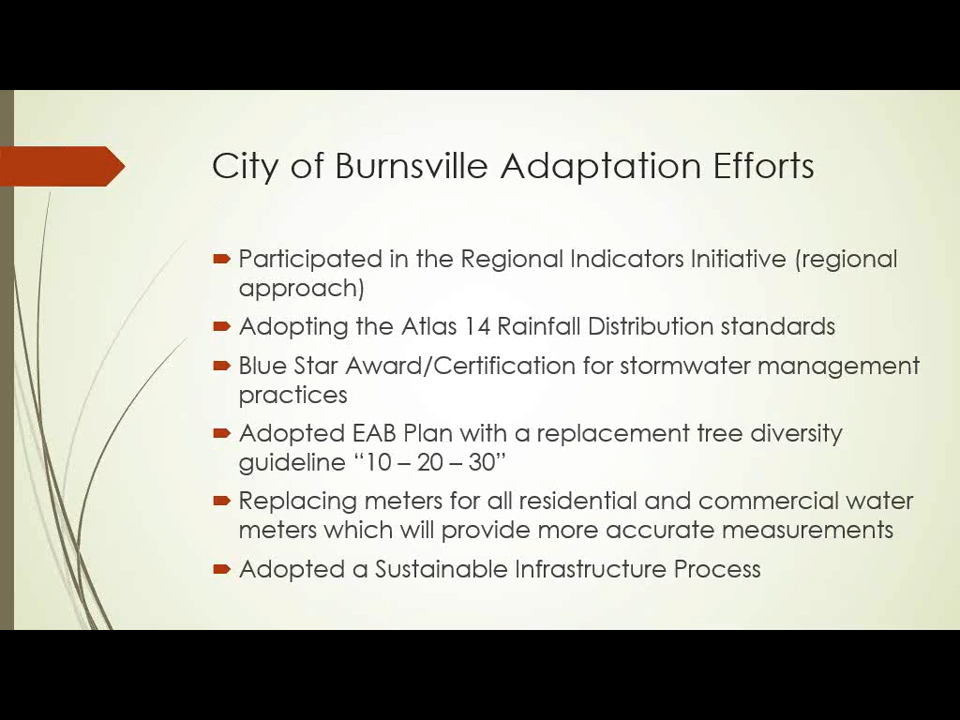 City of Burnsville Adaptation Efforts
Participated in the Regional Indicators Initiative (regional
approach)
Adopting the Atlas 14 Rainfall Distribution standards
Blue Star Award/Certification for stormwater management
practices
Adopted EAB Plan with a replacement tree diversity
guideline “10 – 20 – 30”
Replacing meters for all residential and commercial water
meters which will provide more accurate measurements
Adopted a Sustainable Infrastructure Process